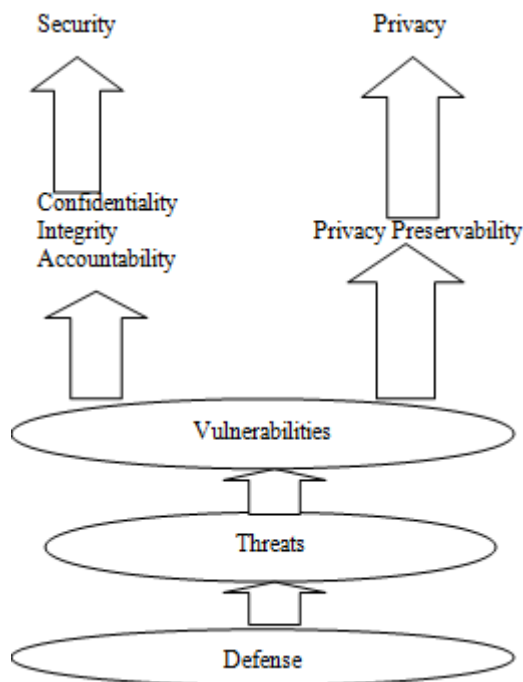 Security
Privacy
Confidentiality
Integrity
Accountability
Privacy Preservability
Vulnerabilities
Threats
Defense